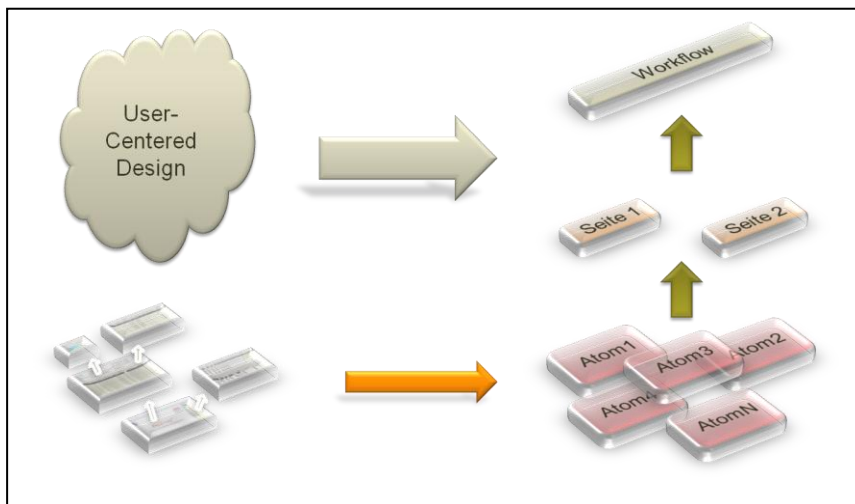 User-
Centered
Design
Workflow
Seite 1
Seite 2
Atom1
Atom3
Atom2
Atom4
AtomN